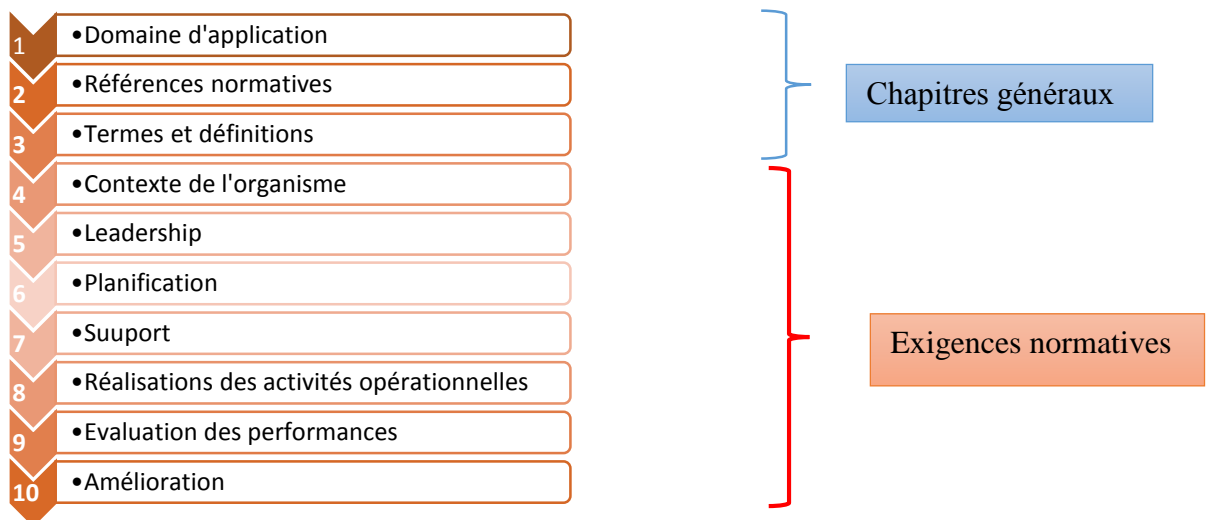 1
•Domaine d'application
2
•Références normatives
3
•Termes et définitions
4
•Contexte de l'organisme
5
•Leadership
6
•Planification
7
•Suuport
8
•Réalisations des activités opérationnelles
9
•Evaluation des performances
10
•Amélioration
Chapitres généraux
Exigences normatives